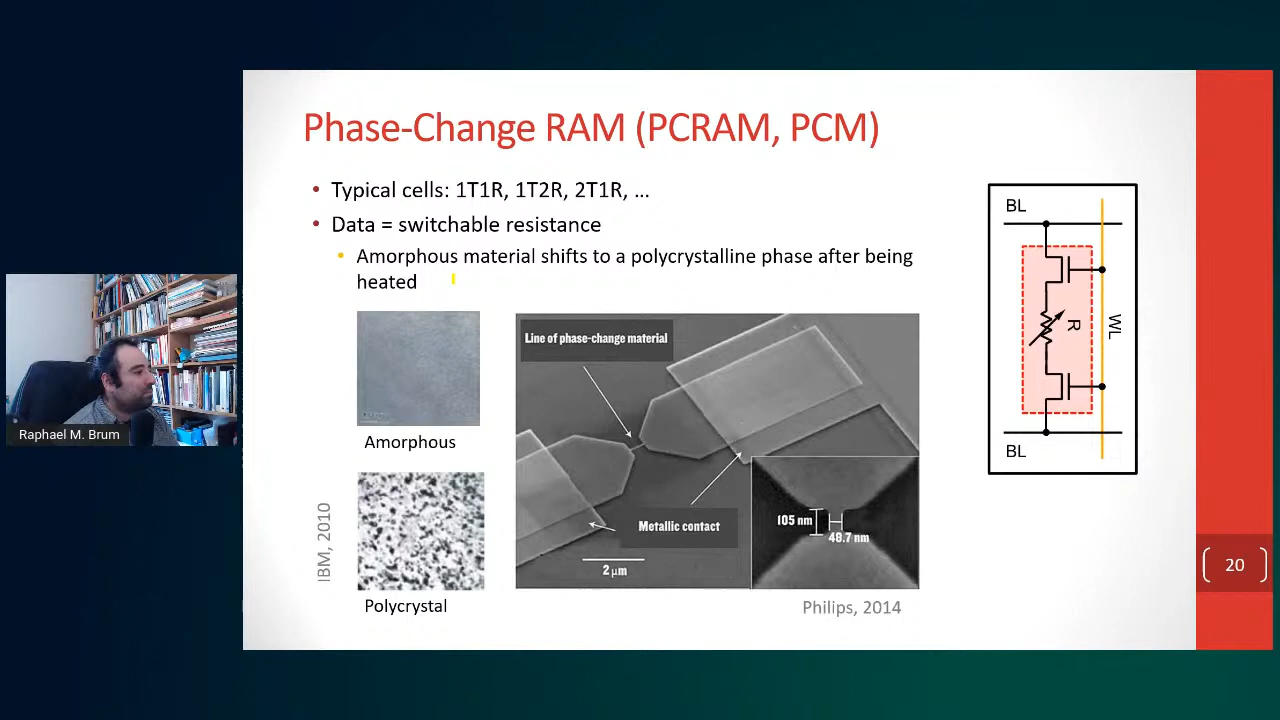 Phase-Change RAM (PCRAM, PCM)
• Typical cells: 1T1R, 1T2R, 2T1R, ...
• Data = switchable resistance
• Amorphous material shifts to a polycrystalline phase after being
heated
BL
R
WL
BL
Line of phase-change material
Metallic contact
2 μm
105 nm
48.7 nm
Amorphous
Polycrystal
IBM, 2010
Philips, 2014
20
Raphael M. Brum